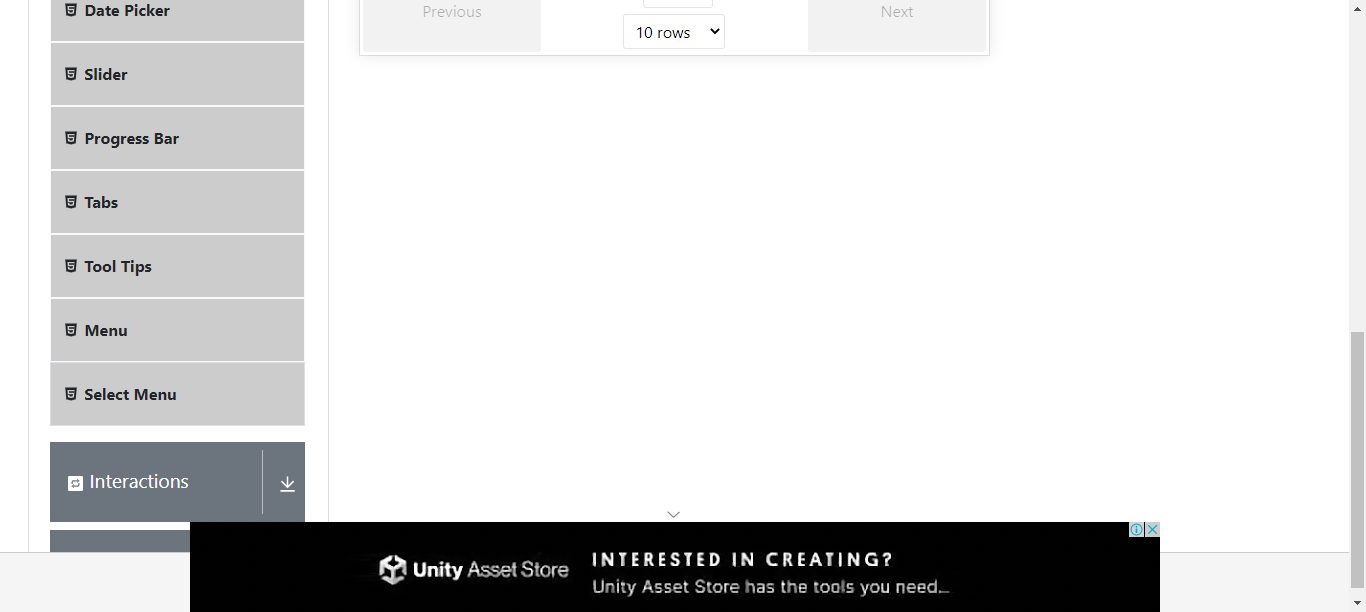 Date Picker
Slider
Progress Bar
Tabs
Tool Tips
Menu
Select Menu
Interactions
Previous
10 rows
Next
Unity Asset Store
INTERESTED IN CREATING?
Unity Asset Store has the tools you need...